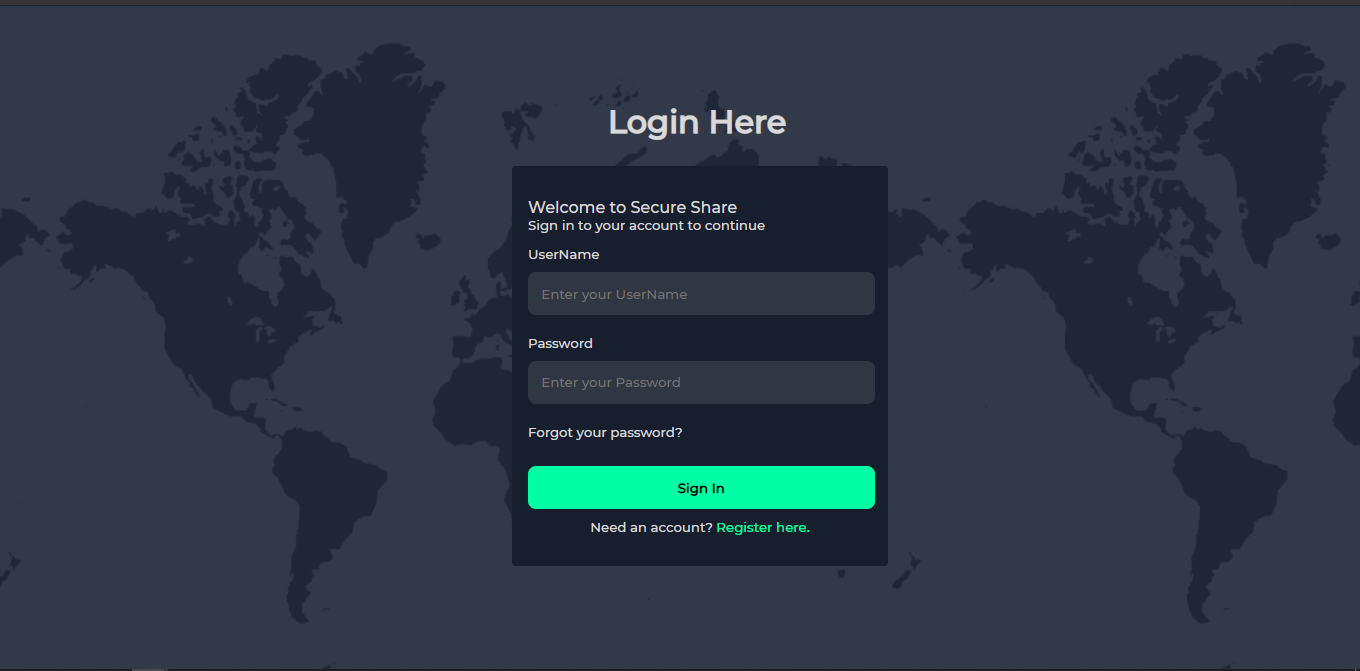 Login Here
Welcome to Secure Share
Sign in to your account to continue
UserName
Enter your UserName
Password
Enter your Password
Forgot your password?
Sign In
Need an account? Register here.